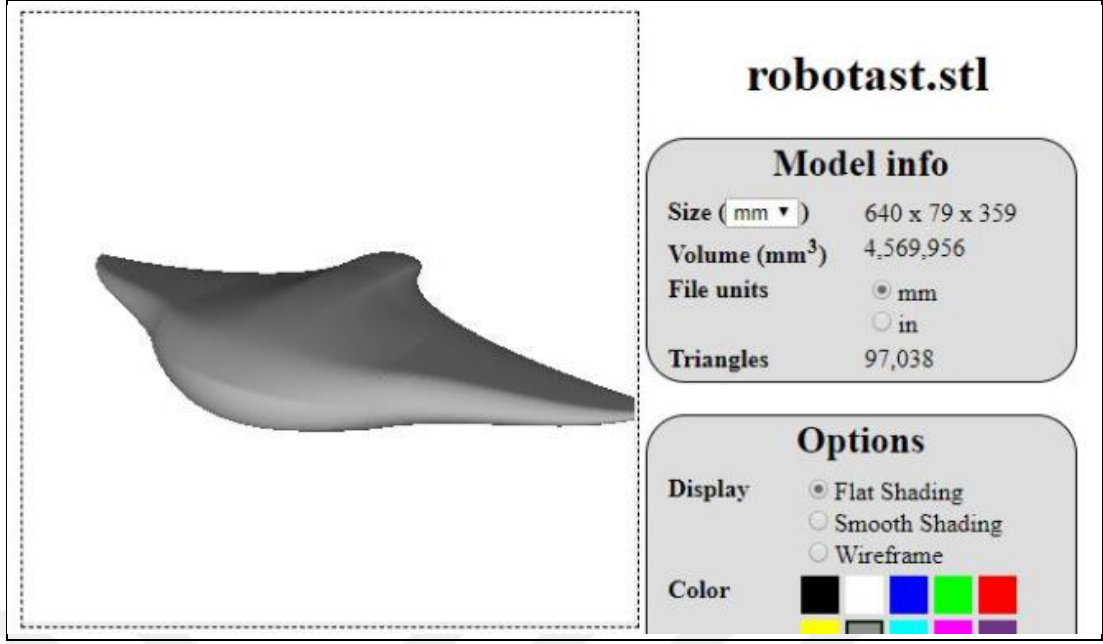 robotast.stl
Model info
Size ( mm ▼ ) 640 x 79 x 359
Volume (mm³) 4,569,956
File units mm
in
Triangles 97,038
Options
Display Flat Shading
Smooth Shading
Wireframe
Color